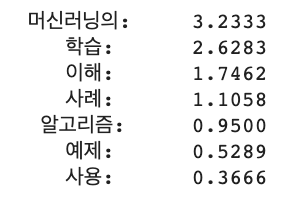 머신러닝의: 3.2333
학습: 2.6283
이해: 1.7462
사례: 1.1058
알고리즘: 0.9500
예제: 0.5289
사용: 0.3666